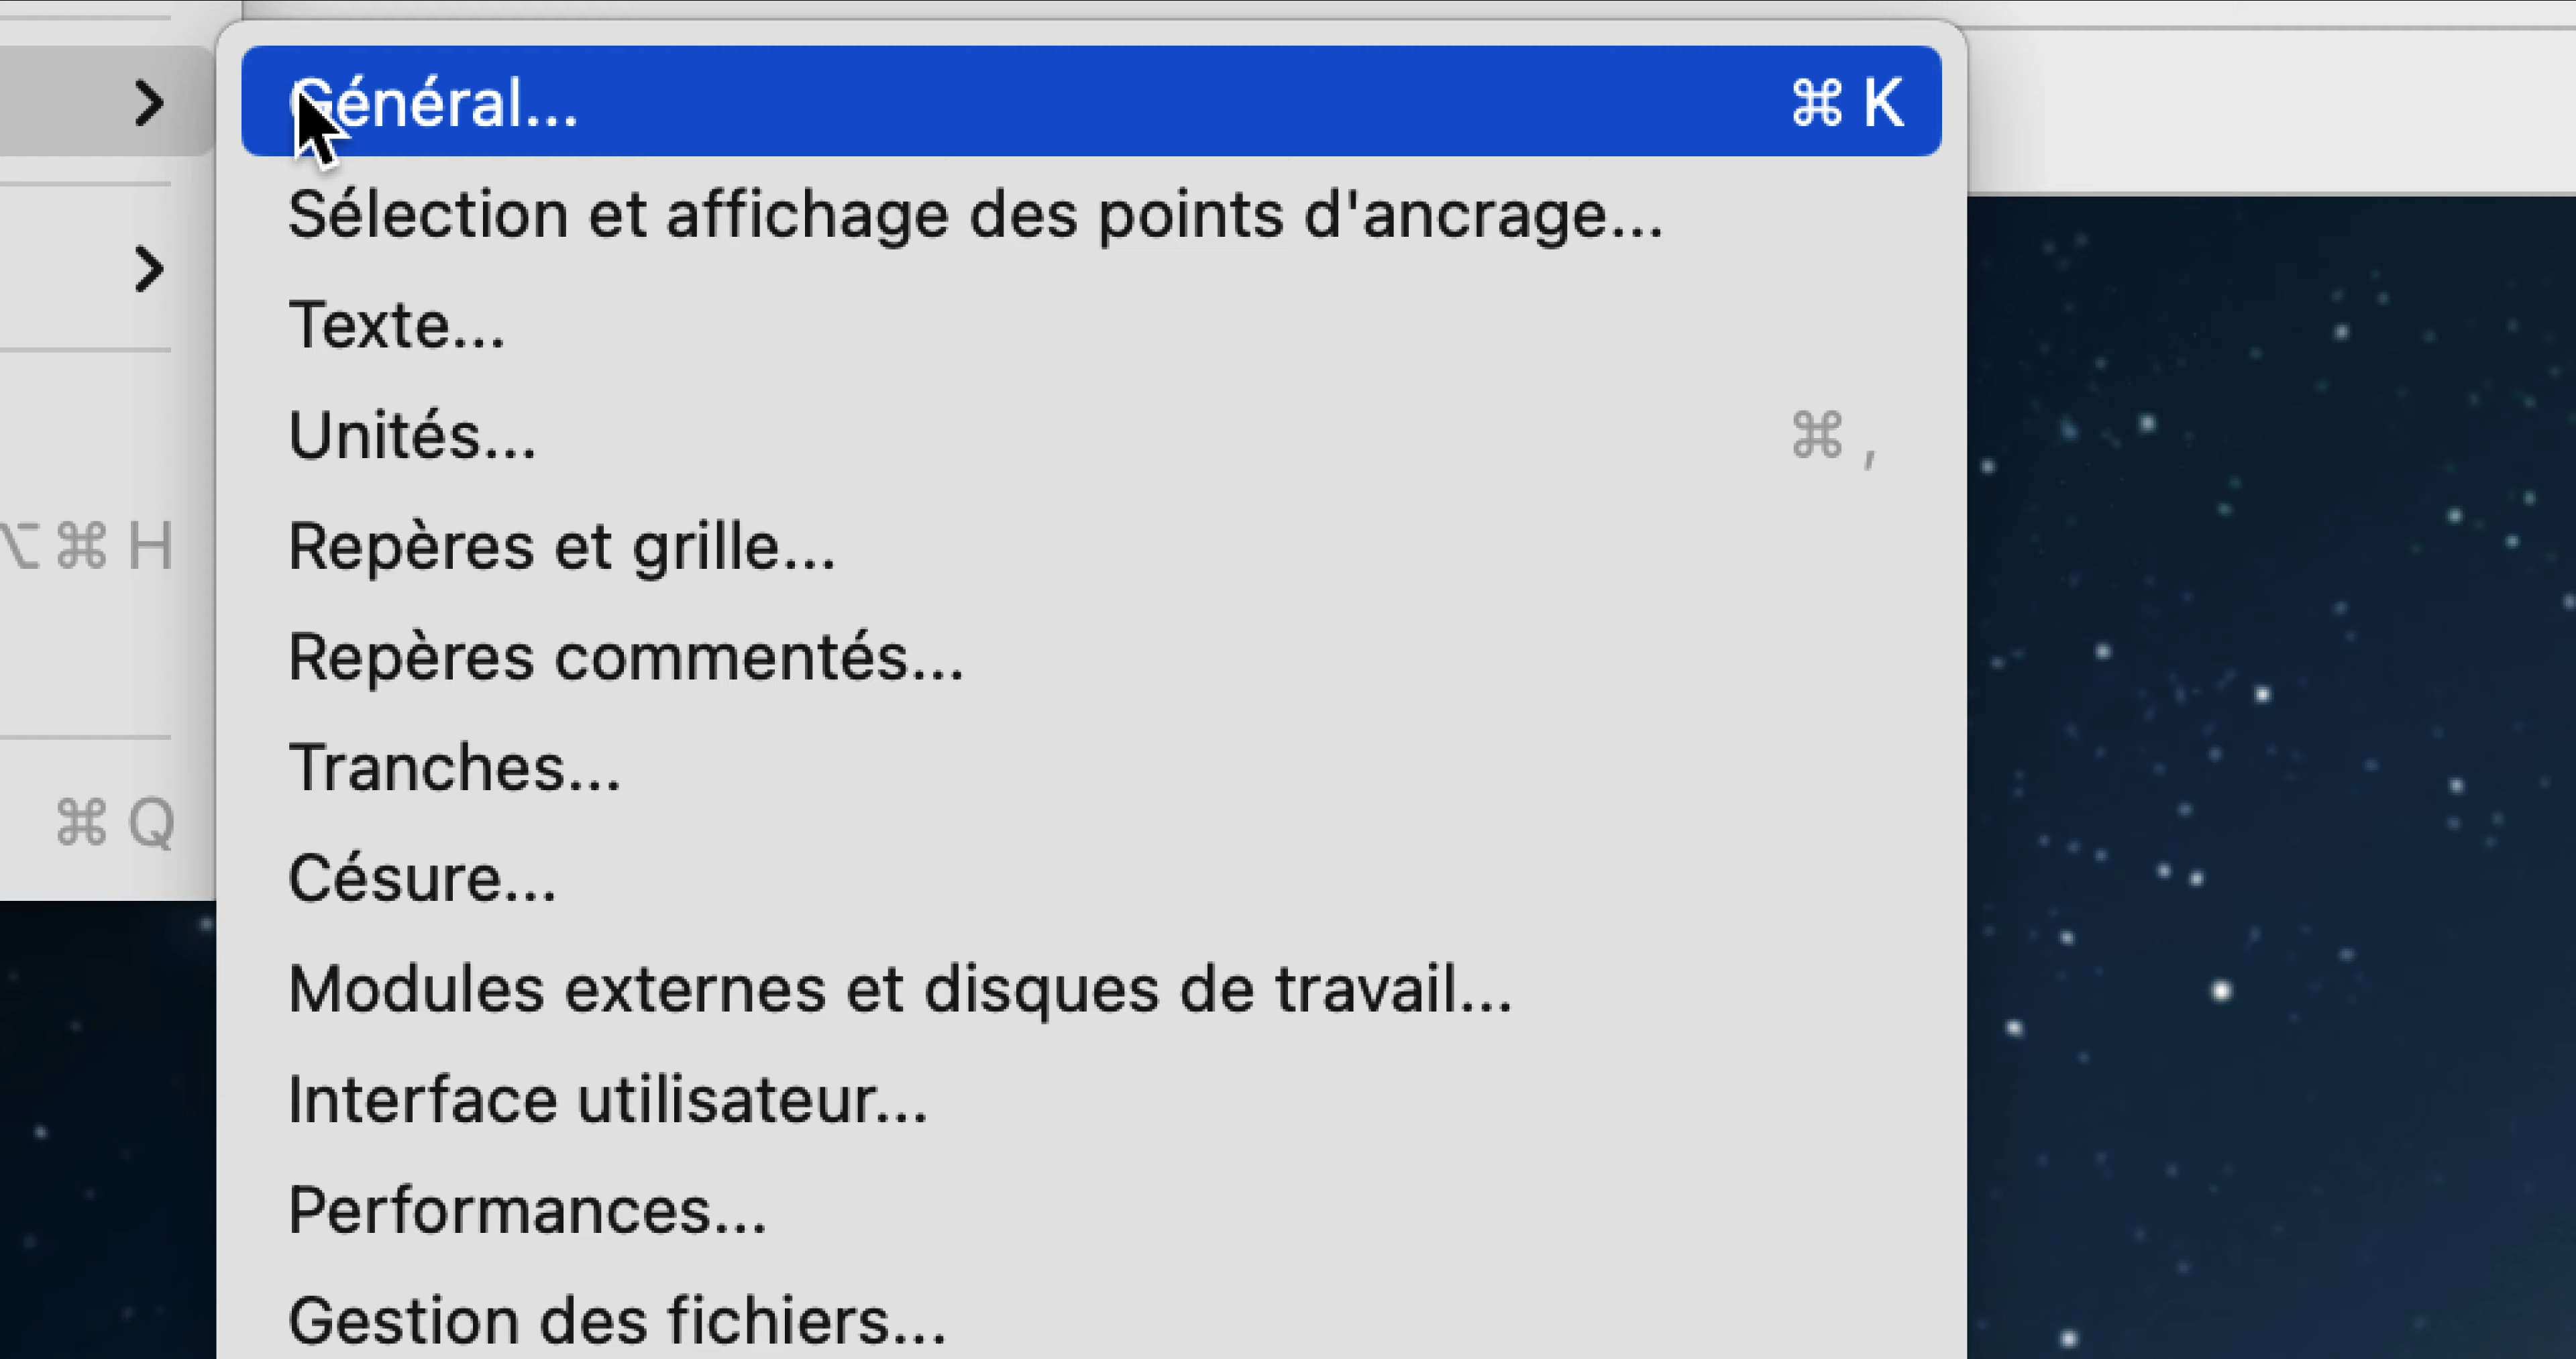 Général... ⌘ K
Sélection et affichage des points d'ancrage...
Texte...
Unités... ⌘ ,
Repères et grille...
⌥ ⌘ H
Repères commentés...
Tranches...
⌘ Q
Césure...
Modules externes et disques de travail...
Interface utilisateur...
Performances...
Gestion des fichiers...